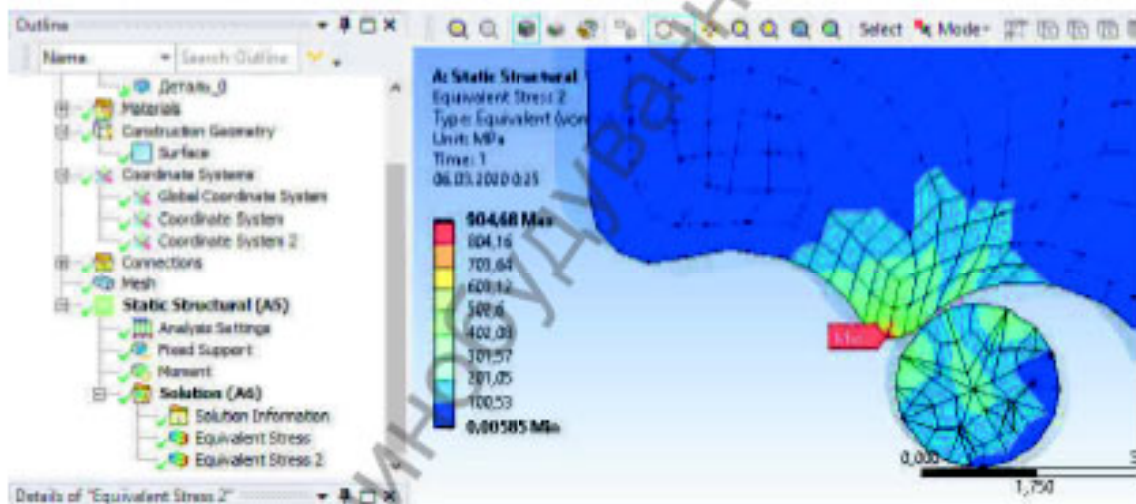 Outline
Name
Search Outline
Деталь_0
Materials
Construction Geometry
Surface
Coordinate Systems
Global Coordinate System
Coordinate System
Coordinate System 2
Connections
Mesh
Static Structural (A5)
Analysis Settings
Fixed Support
Moment
Solution (A6)
Solution Information
Equivalent Stress
Equivalent Stress 2
Details of "Equivalent Stress 2"
Select Mode
A: Static Structural
Equivalent Stress 2
Type: Equivalent (von
Unit: MPa
Time: 1
06.03.2020 0:25
904,68 Max
804,16
703,64
603,12
502,6
402,08
301,57
201,05
100,53
0,00585 Min
0,000
1,750